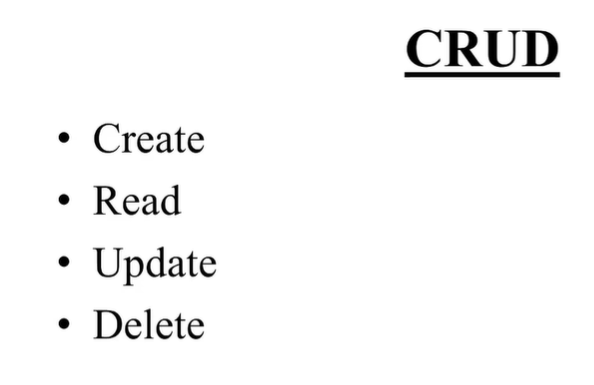 CRUD
• Create
• Read
• Update
• Delete